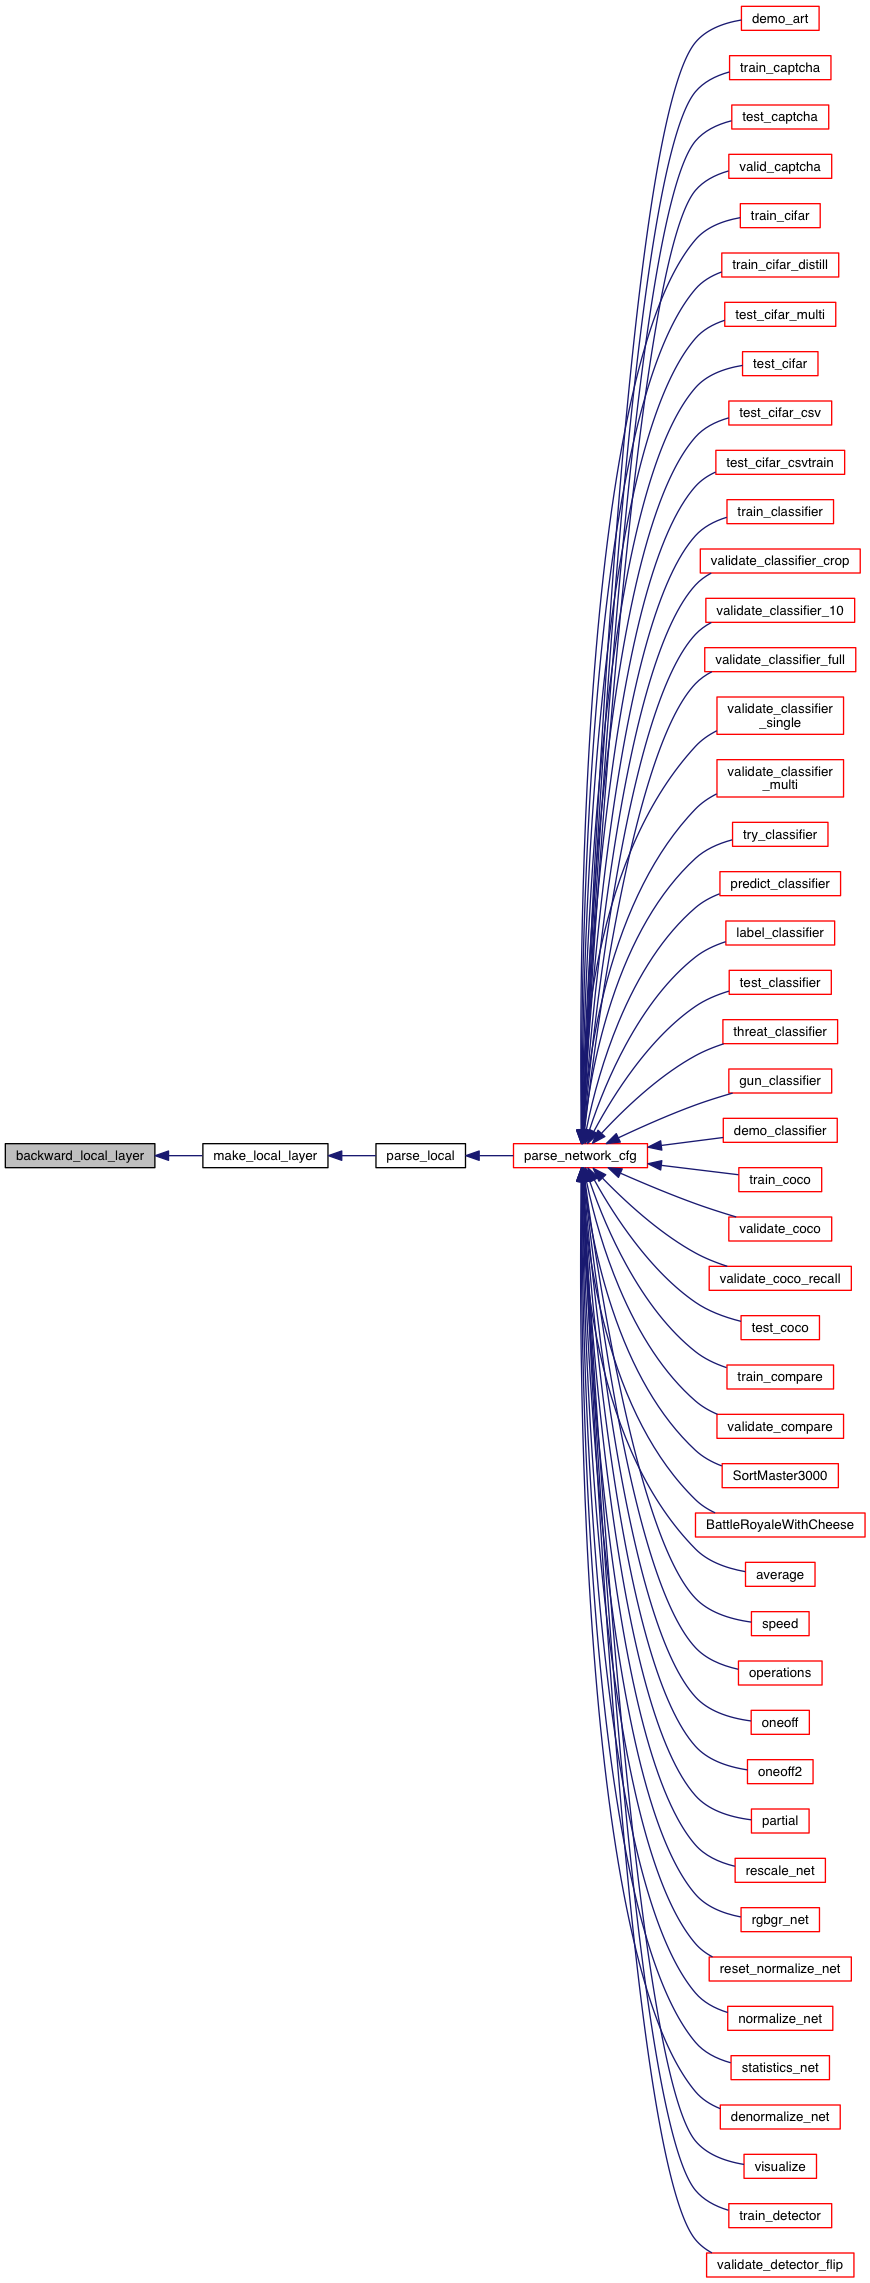 demo_art
train_captcha
test_captcha
valid_captcha
train_cifar
train_cifar_distill
test_cifar_multi
test_cifar
test_cifar_csv
test_cifar_csvtrain
train_classifier
validate_classifier_crop
validate_classifier_10
validate_classifier_full
validate_classifier
_single
validate_classifier
_multi
try_classifier
predict_classifier
label_classifier
test_classifier
threat_classifier
gun_classifier
demo_classifier
backward_local_layer
make_local_layer
parse_local
parse_network_cfg
train_coco
validate_coco
validate_coco_recall
test_coco
train_compare
validate_compare
SortMaster3000
BattleRoyaleWithCheese
average
speed
operations
oneoff
oneoff2
partial
rescale_net
rgbgr_net
reset_normalize_net
normalize_net
statistics_net
denormalize_net
visualize
train_detector
validate_detector_flip